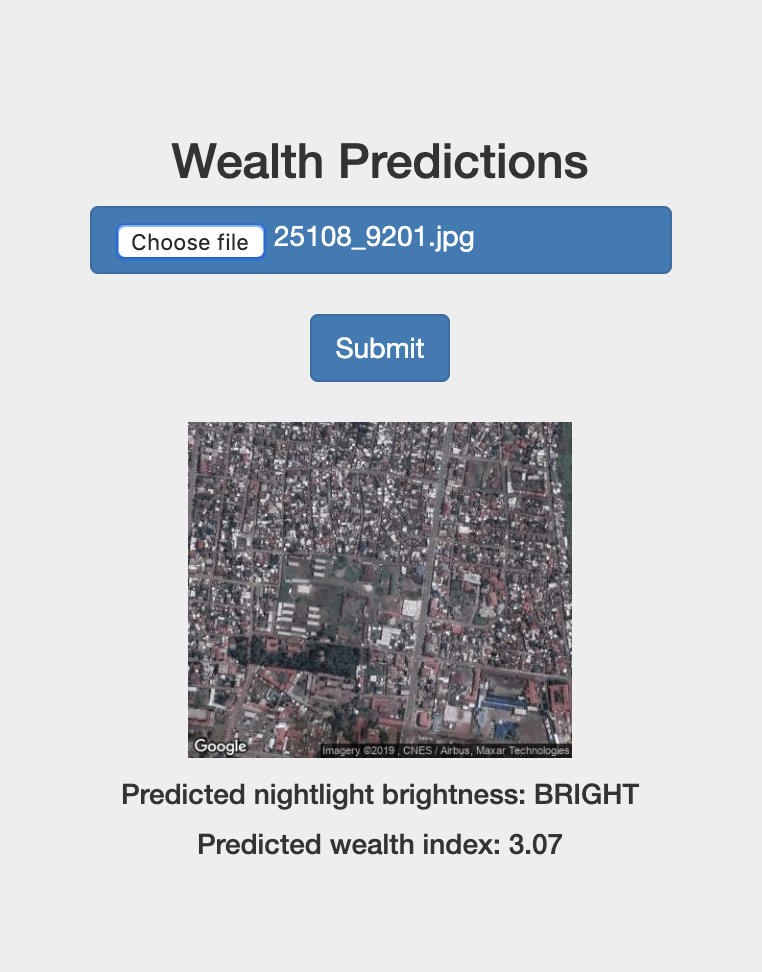 Wealth Predictions
Choose file 25108_9201.jpg
Submit
Google
Imagery ©2019 , CNES / Airbus, Maxar Technologies
Predicted nightlight brightness: BRIGHT
Predicted wealth index: 3.07